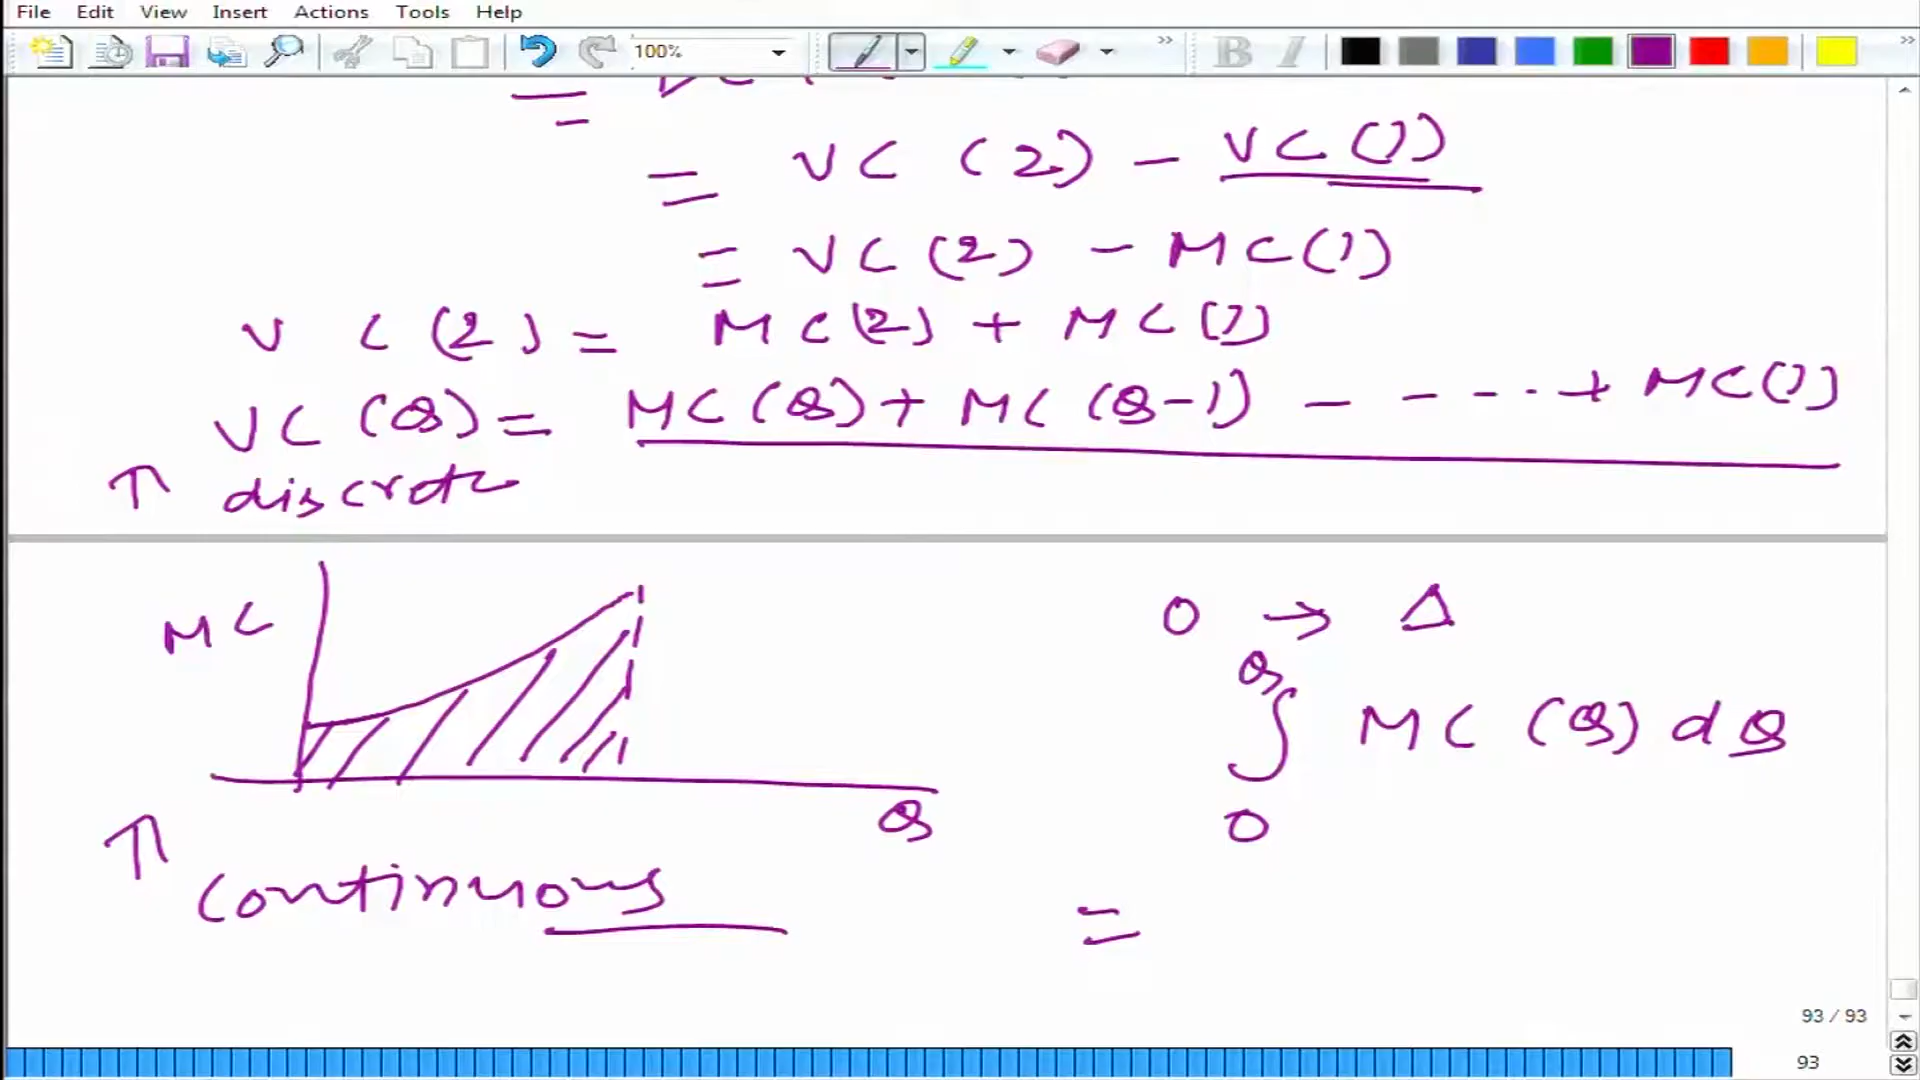 File Edit View Insert Actions Tools Help
100%
B I
= VC (2) - VC(1)
= VC (2) - MC(1)
VC (2) = MC(2) + MC(1)
VC (Q) = MC (Q) + MC (Q-1) - - - - .. + MC(1)
↑ discrete
MC
0 → Δ
Q
∫ MC (Q) dQ
0
Q
↑
Continuous
=
93 / 93
93